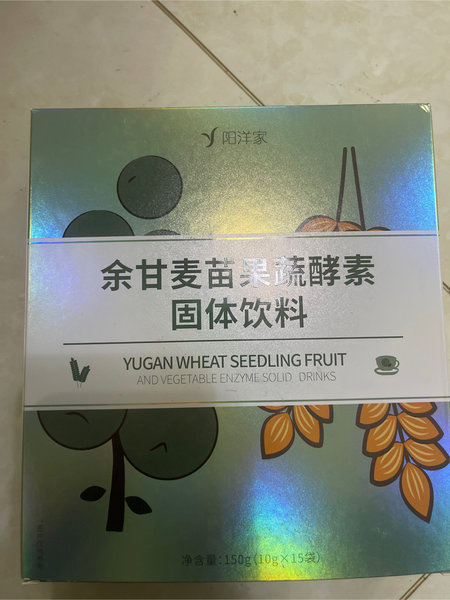 阳洋家
余甘麦苗果蔬酵素
固体饮料
YUGAN WHEAT SEEDLING FRUIT
AND VEGETABLE ENZYME SOLID DRINKS
净含量:150g(10g×15袋)